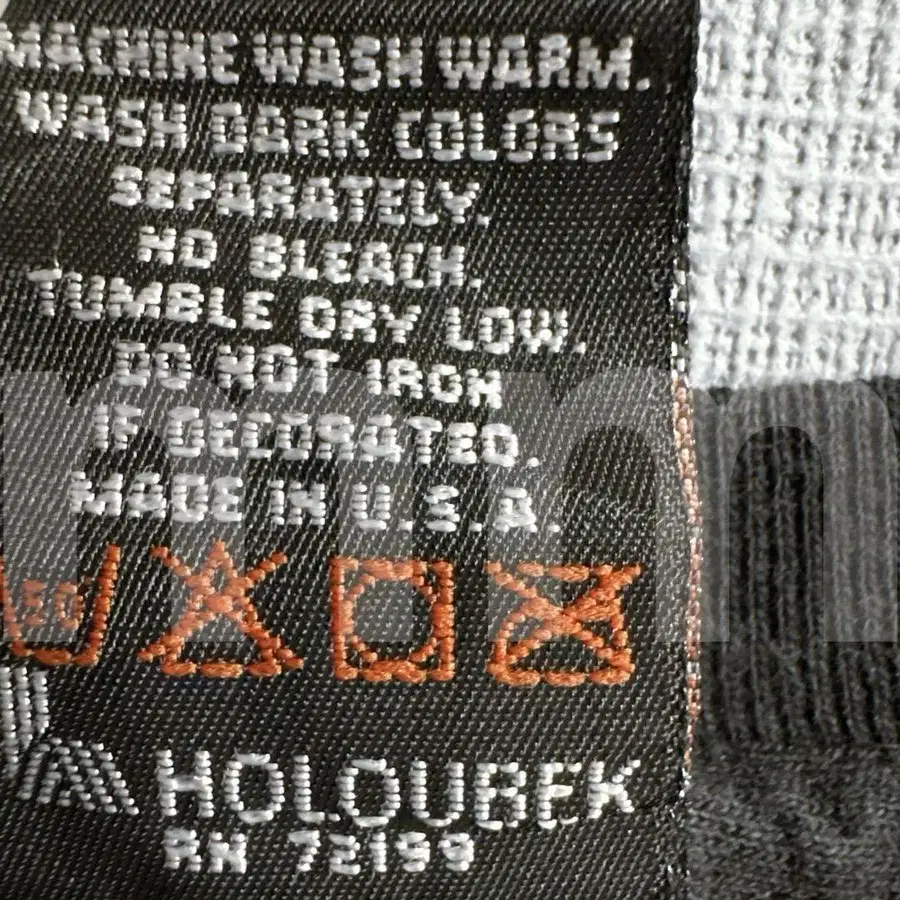 MACHINE WASH WARM.
WASH DARK COLORS
SEPARATELY.
NO BLEACH.
TUMBLE DRY LOW.
DO NOT IRON
IF DECORATED.
MADE IN U.S.A.
50
HOLOUBEK
RN 72199